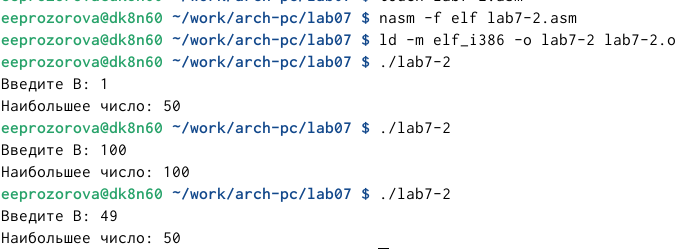 eeprozorova@dk8n60 ~/work/arch-pc/lab07 $ nasm -f elf lab7-2.asm
eeprozorova@dk8n60 ~/work/arch-pc/lab07 $ ld -m elf_i386 -o lab7-2 lab7-2.o
eeprozorova@dk8n60 ~/work/arch-pc/lab07 $ ./lab7-2
Введите B: 1
Наибольшее число: 50
eeprozorova@dk8n60 ~/work/arch-pc/lab07 $ ./lab7-2
Введите B: 100
Наибольшее число: 100
eeprozorova@dk8n60 ~/work/arch-pc/lab07 $ ./lab7-2
Введите B: 49
Наибольшее число: 50